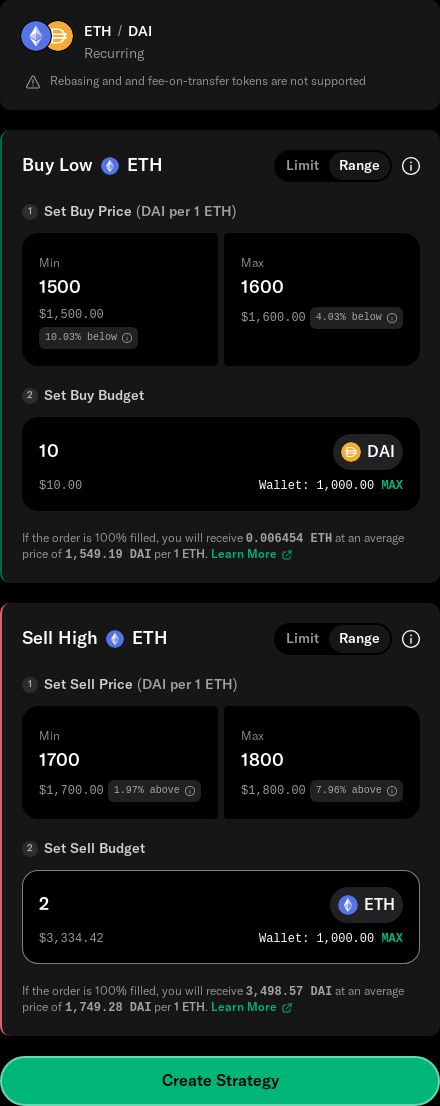 ETH / DAI
Recurring
Rebasing and and fee-on-transfer tokens are not supported
Buy Low ETH Limit Range
1 Set Buy Price (DAI per 1 ETH)
Min Max
1500 1600
$1,500.00 $1,600.00 4.03% below
10.03% below
2 Set Buy Budget
10 DAI
$10.00 Wallet: 1,000.00 MAX
If the order is 100% filled, you will receive 0.006454 ETH at an average
price of 1,549.19 DAI per 1 ETH. Learn More
Sell High ETH Limit Range
1 Set Sell Price (DAI per 1 ETH)
Min Max
1700 1800
$1,700.00 1.97% above $1,800.00 7.96% above
2 Set Sell Budget
2 ETH
$3,334.42 Wallet: 1,000.00 MAX
If the order is 100% filled, you will receive 3,498.57 DAI at an average
price of 1,749.28 DAI per 1 ETH. Learn More
Create Strategy